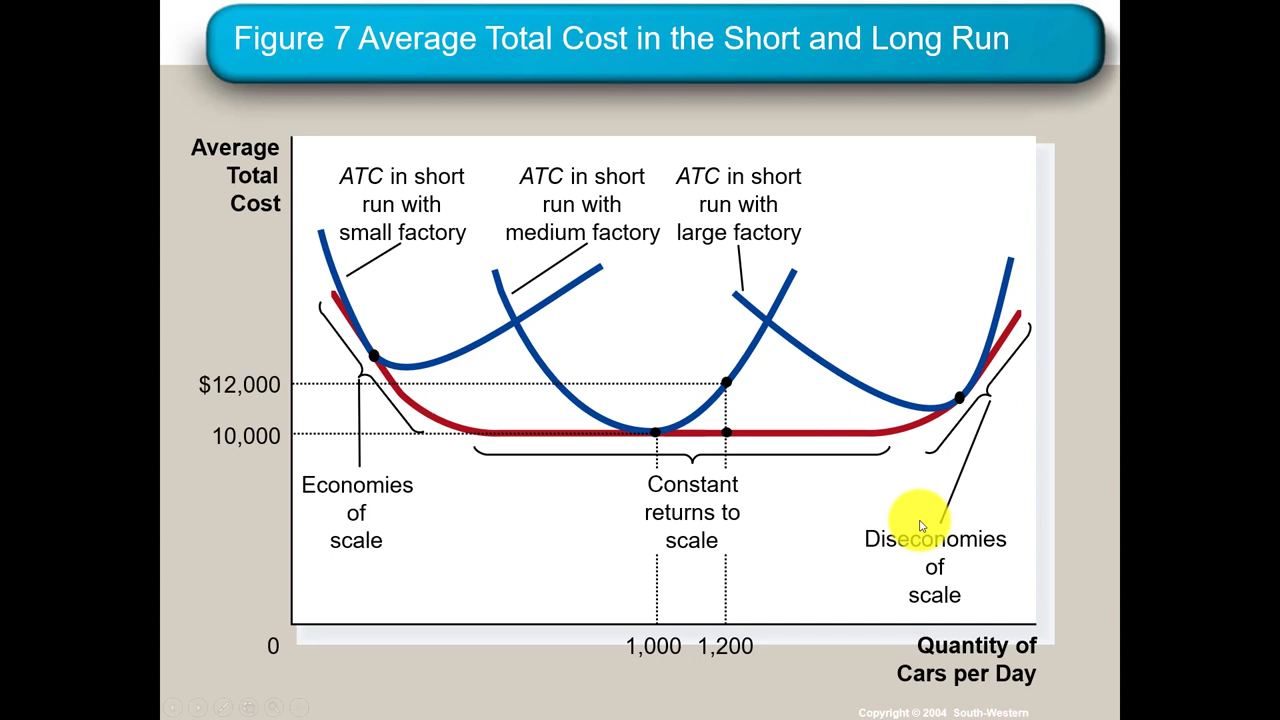 Figure 7 Average Total Cost in the Short and Long Run
Average
Total
Cost
ATC in short
run with
small factory
ATC in short
run with
medium factory
ATC in short
run with
large factory
$12,000
10,000
Economies
of
scale
Constant
returns to
scale
Diseconomies
of
scale
0
1,000
1,200
Quantity of
Cars per Day
Copyright © 2004 South-Western